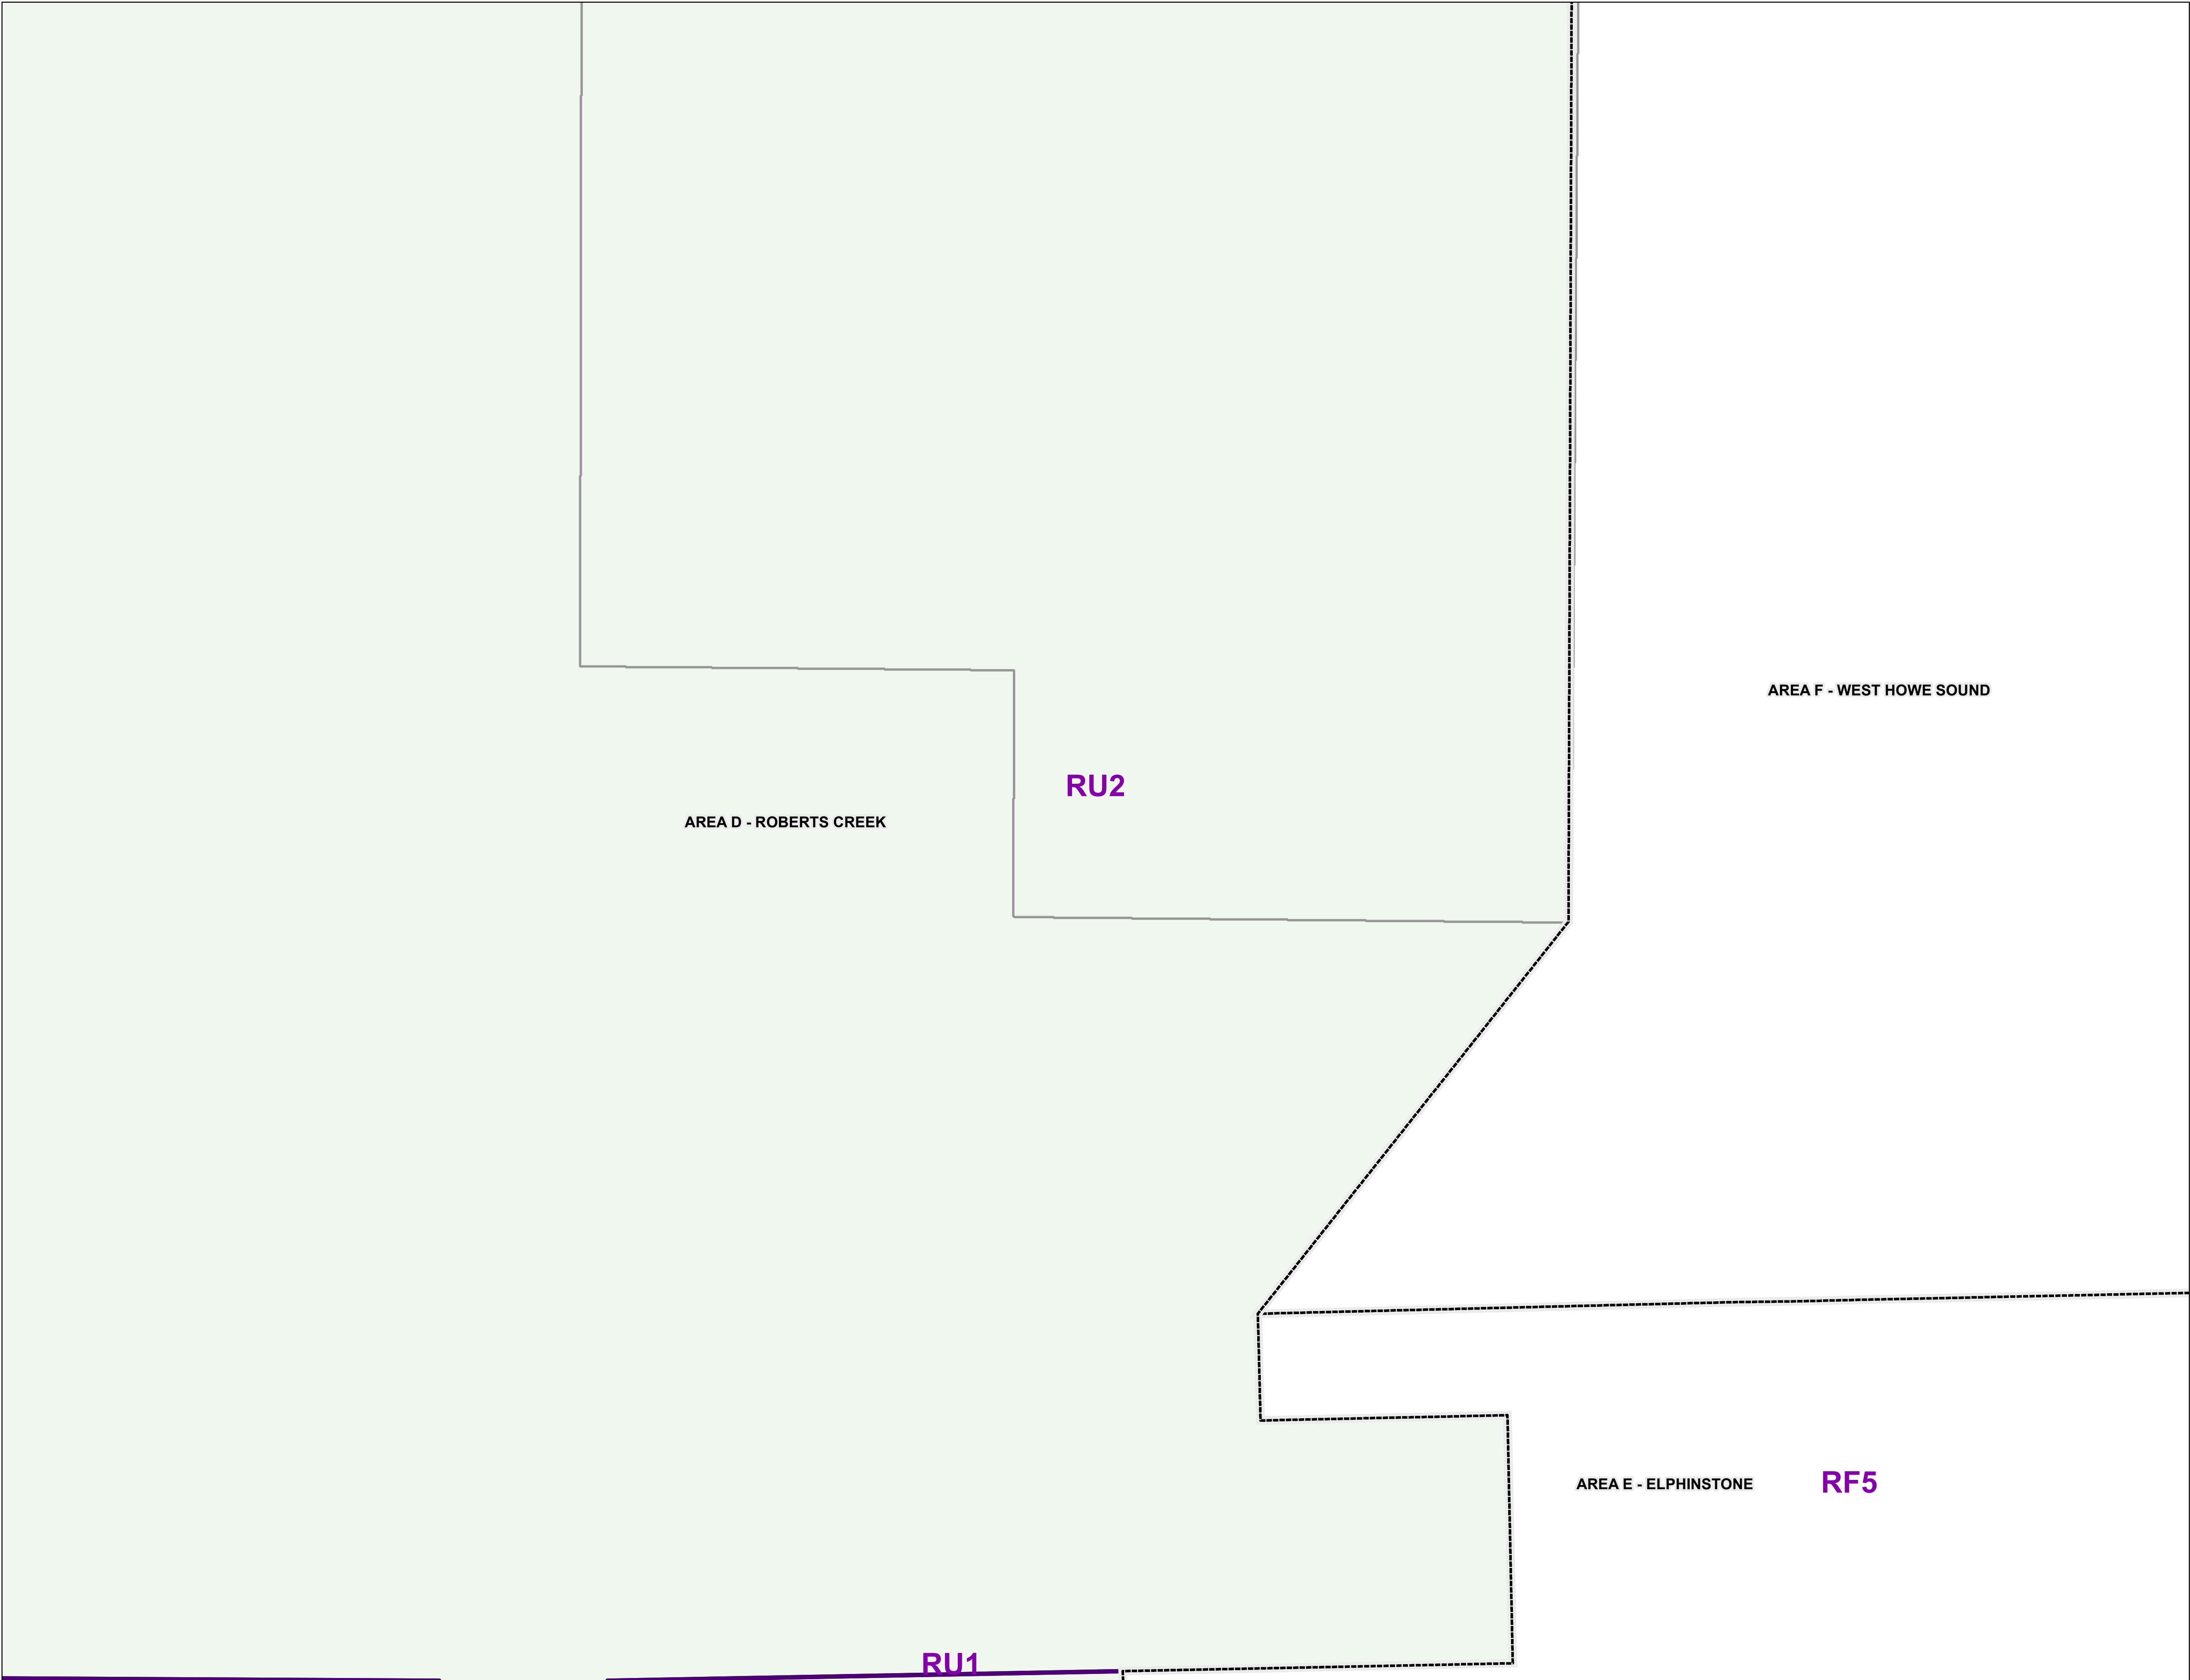 AREA F - WEST HOWE SOUND
RU2
AREA D - ROBERTS CREEK
AREA E - ELPHINSTONE
RF5
RU1